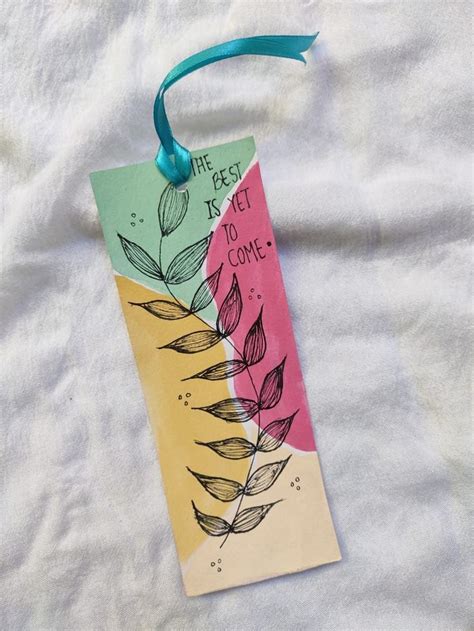 THE
BEST
IS YET
TO
COME.